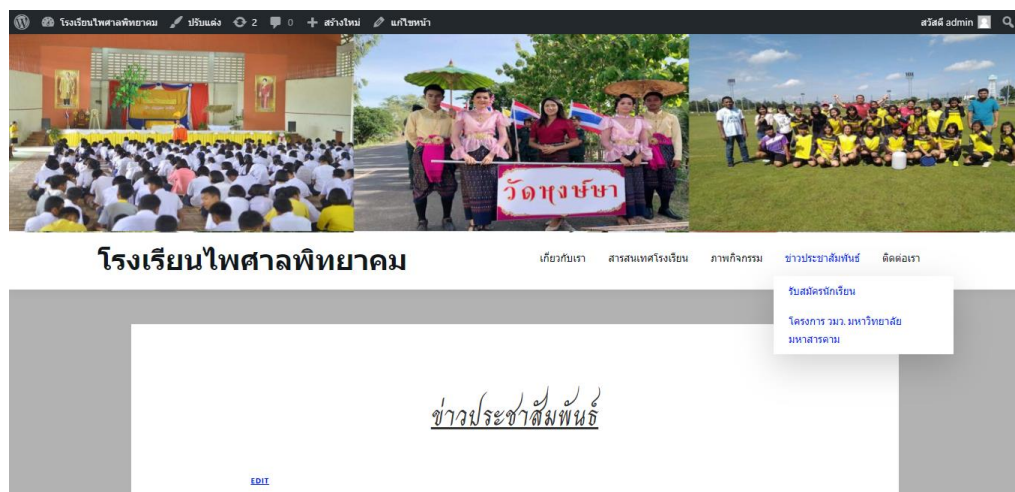 โรงเรียนไพศาลพิทยาคม ปรับแต่ง 2 0 + สร้างใหม่ แก้ไขหน้า สวัสดี admin
วัดหุงษ์ษา
โรงเรียนไพศาลพิทยาคม
เกี่ยวกับเรา สารสนเทศโรงเรียน ภาพกิจกรรม ข่าวประชาสัมพันธ์ ติดต่อเรา
รับสมัครนักเรียน
โครงการ วมว. มหาวิทยาลัย
มหาสารคาม
ข่าวประชาสัมพันธ์
EDIT